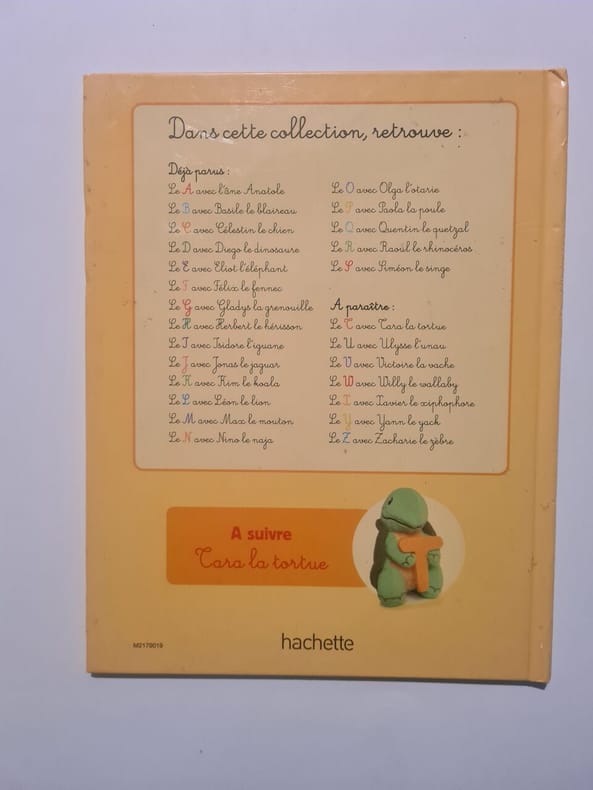 Dans cette collection, retrouve :
Déjà parus :
Le A avec l'âne Anatole
Le B avec Basile le blaireau
Le C avec Célestin le chien
Le D avec Diego le dinosaure
Le E avec Eliot l'éléphant
Le F avec Félix le fennec
Le G avec Gladys la grenouille
Le H avec Herbert le hérisson
Le I avec Isidore l'iguane
Le J avec Jonas le jaguar
Le K avec Kim le koala
Le L avec Léon le lion
Le M avec Max le mouton
Le N avec Nino le naja
Le O avec Olga l'otarie
Le P avec Paola la poule
Le Q avec Quentin le quetzal
Le R avec Raoul le rhinocéros
Le S avec Siméon le singe
A paraître :
Le T avec Tara la tortue
Le U avec Ulysse l'unau
Le V avec Victoire la vache
Le W avec Willy le wallaby
Le X avec Xavier le xiphophore
Le Y avec Yann le yack
Le Z avec Zacharie le zèbre
A suivre
Tara la tortue
T
M2179019
hachette